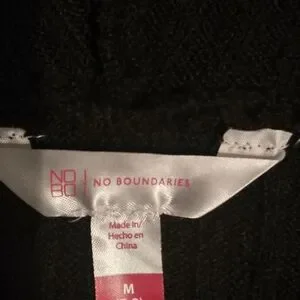 NO
BO
NO BOUNDARIES
Made in/
Hecho en
China
M